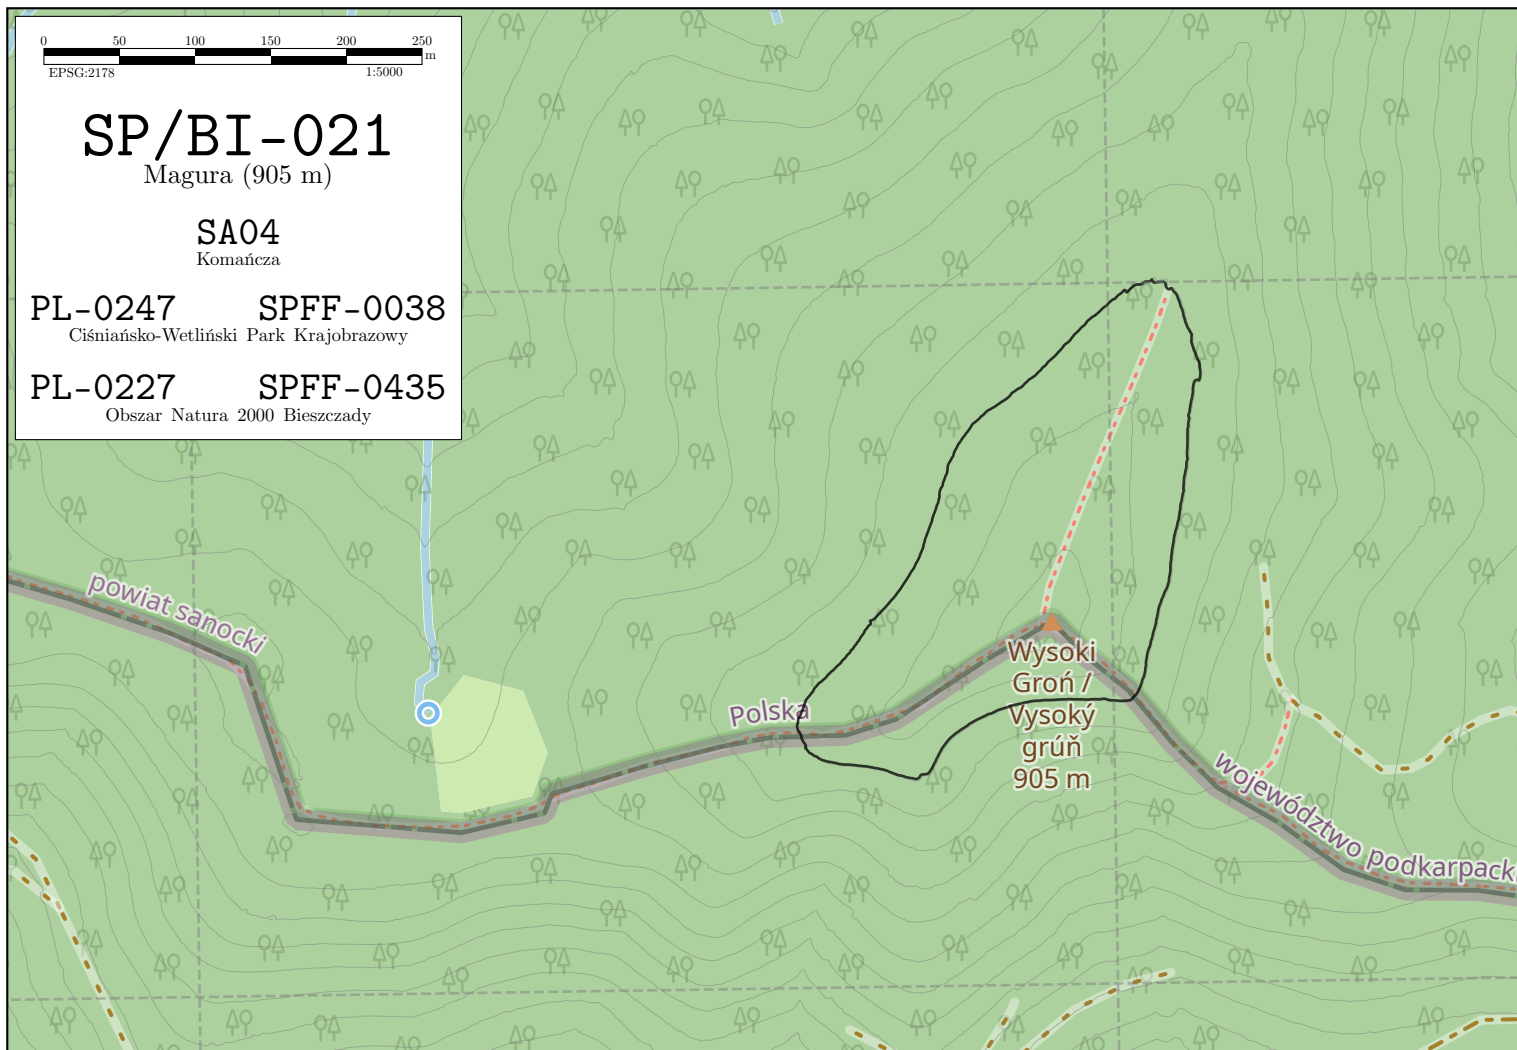 0 50 100 150 200 250
m
EPSG:2178 1:5000
SP/BI-021
Magura (905 m)
SA04
Komańcza
PL-0247 SPFF-0038
Ciśniańsko-Wetliński Park Krajobrazowy
PL-0227 SPFF-0435
Obszar Natura 2000 Bieszczady
powiat sanocki
Polska
Wysoki
Groń /
Vysoký
grúň
905 m
województwo podkarpack